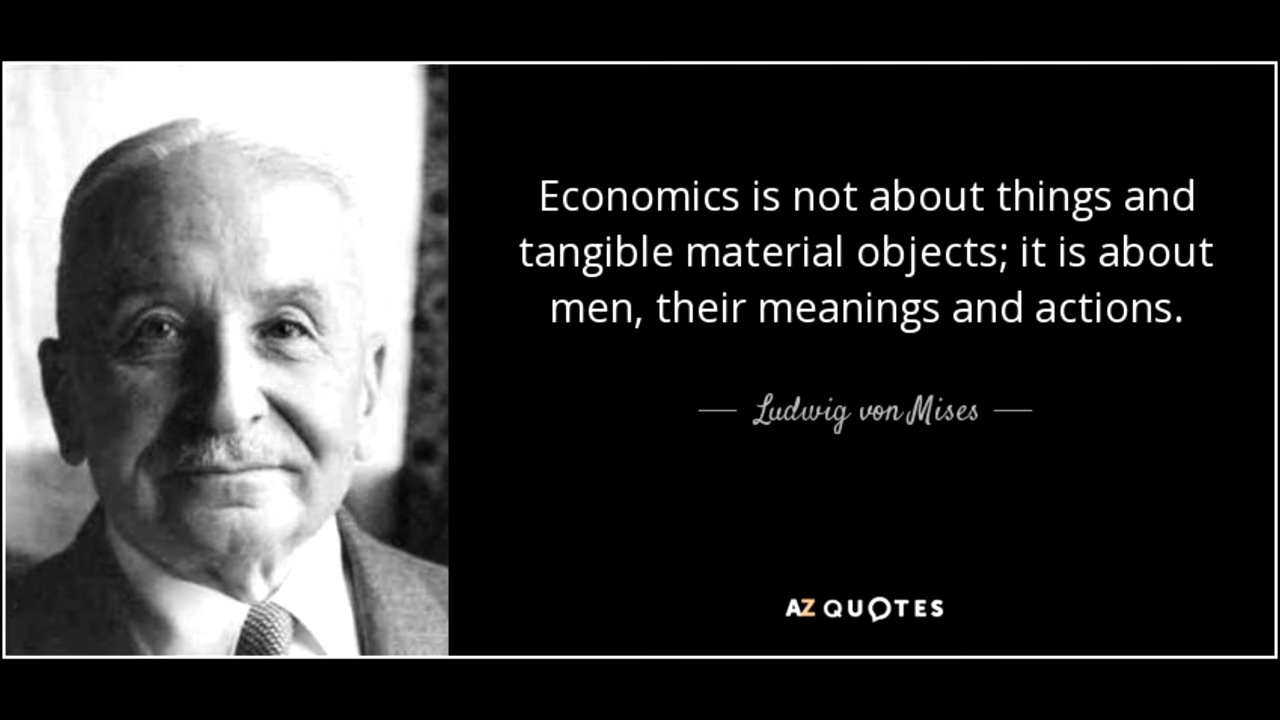 Economics is not about things and
tangible material objects; it is about
men, their meanings and actions.
Ludwig von Mises
AZ QUOTES